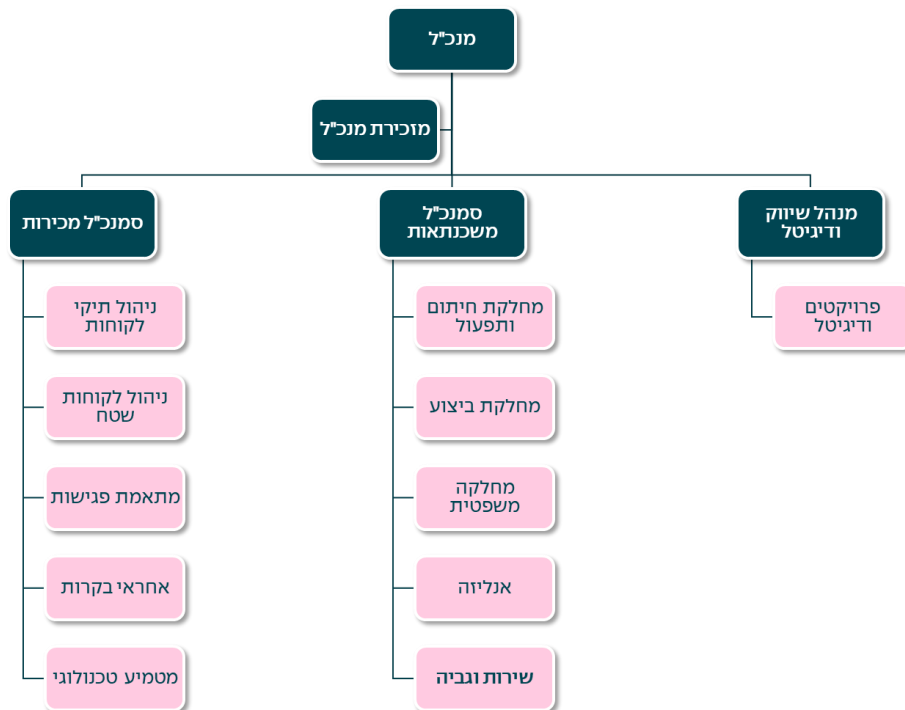 מנכ"ל
מזכירת מנכ"ל
מנהל שיווק
ודיגיטל
פרויקטים
ודיגיטל
סמנכ"ל
משכנתאות
מחלקת חיתום
ותפעול
מחלקת ביצוע
מחלקה
משפטית
אנליזה
שירות וגביה
סמנכ"ל מכירות
ניהול תיקי
לקוחות
ניהול לקוחות
שטח
מתאמת פגישות
אחראי בקרות
מטמיע טכנולוגי